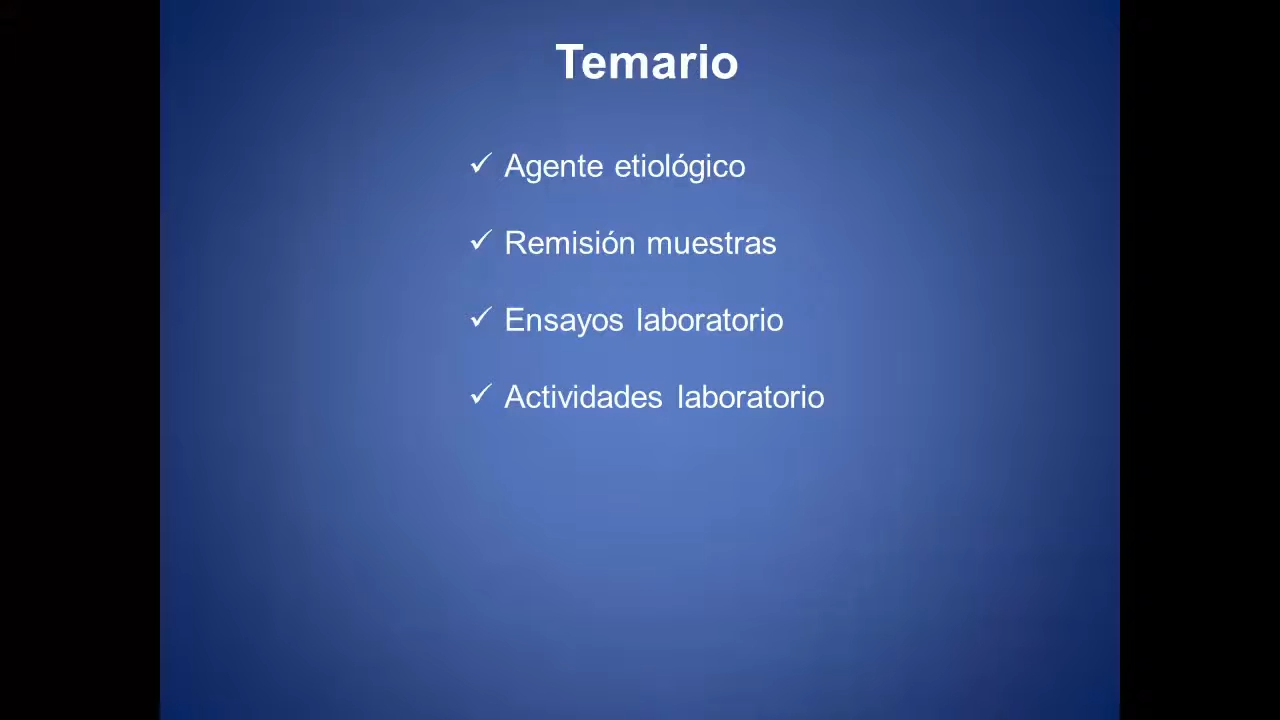 Temario
✓ Agente etiológico
✓ Remisión muestras
✓ Ensayos laboratorio
✓ Actividades laboratorio